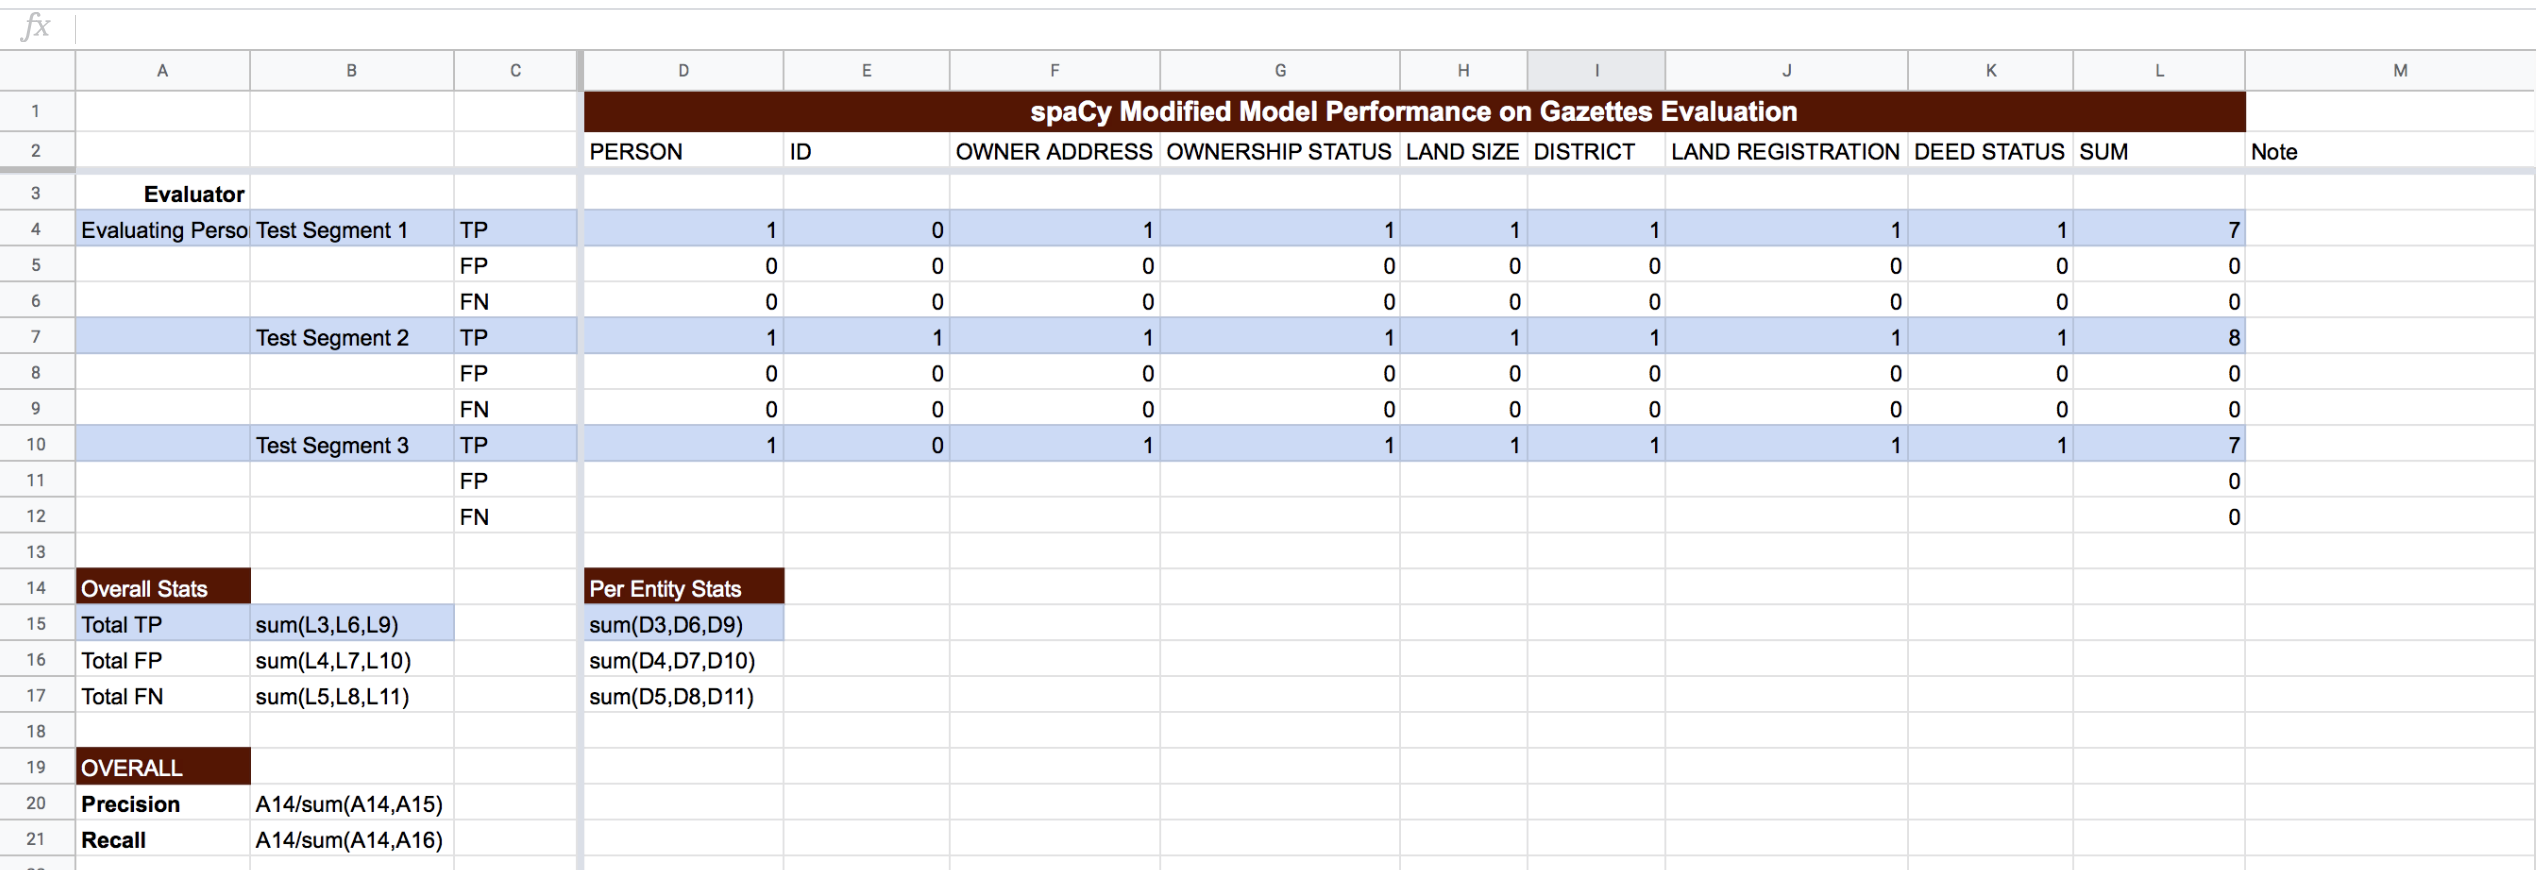 fx
A B C D E F G H I J K L M
1 spaCy Modified Model Performance on Gazettes Evaluation
2 PERSON ID OWNER ADDRESS OWNERSHIP STATUS LAND SIZE DISTRICT LAND REGISTRATION DEED STATUS SUM Note
3 Evaluator
4 Evaluating Perso Test Segment 1 TP 1 0 1 1 1 1 1 1 7
5 FP 0 0 0 0 0 0 0 0 0
6 FN 0 0 0 0 0 0 0 0 0
7 Test Segment 2 TP 1 1 1 1 1 1 1 1 8
8 FP 0 0 0 0 0 0 0 0 0
9 FN 0 0 0 0 0 0 0 0 0
10 Test Segment 3 TP 1 0 1 1 1 1 1 1 7
11 FP 0
12 FN 0
13
14 Overall Stats Per Entity Stats
15 Total TP sum(L3,L6,L9) sum(D3,D6,D9)
16 Total FP sum(L4,L7,L10) sum(D4,D7,D10)
17 Total FN sum(L5,L8,L11) sum(D5,D8,D11)
18
19 OVERALL
20 Precision A14/sum(A14,A15)
21 Recall A14/sum(A14,A16)